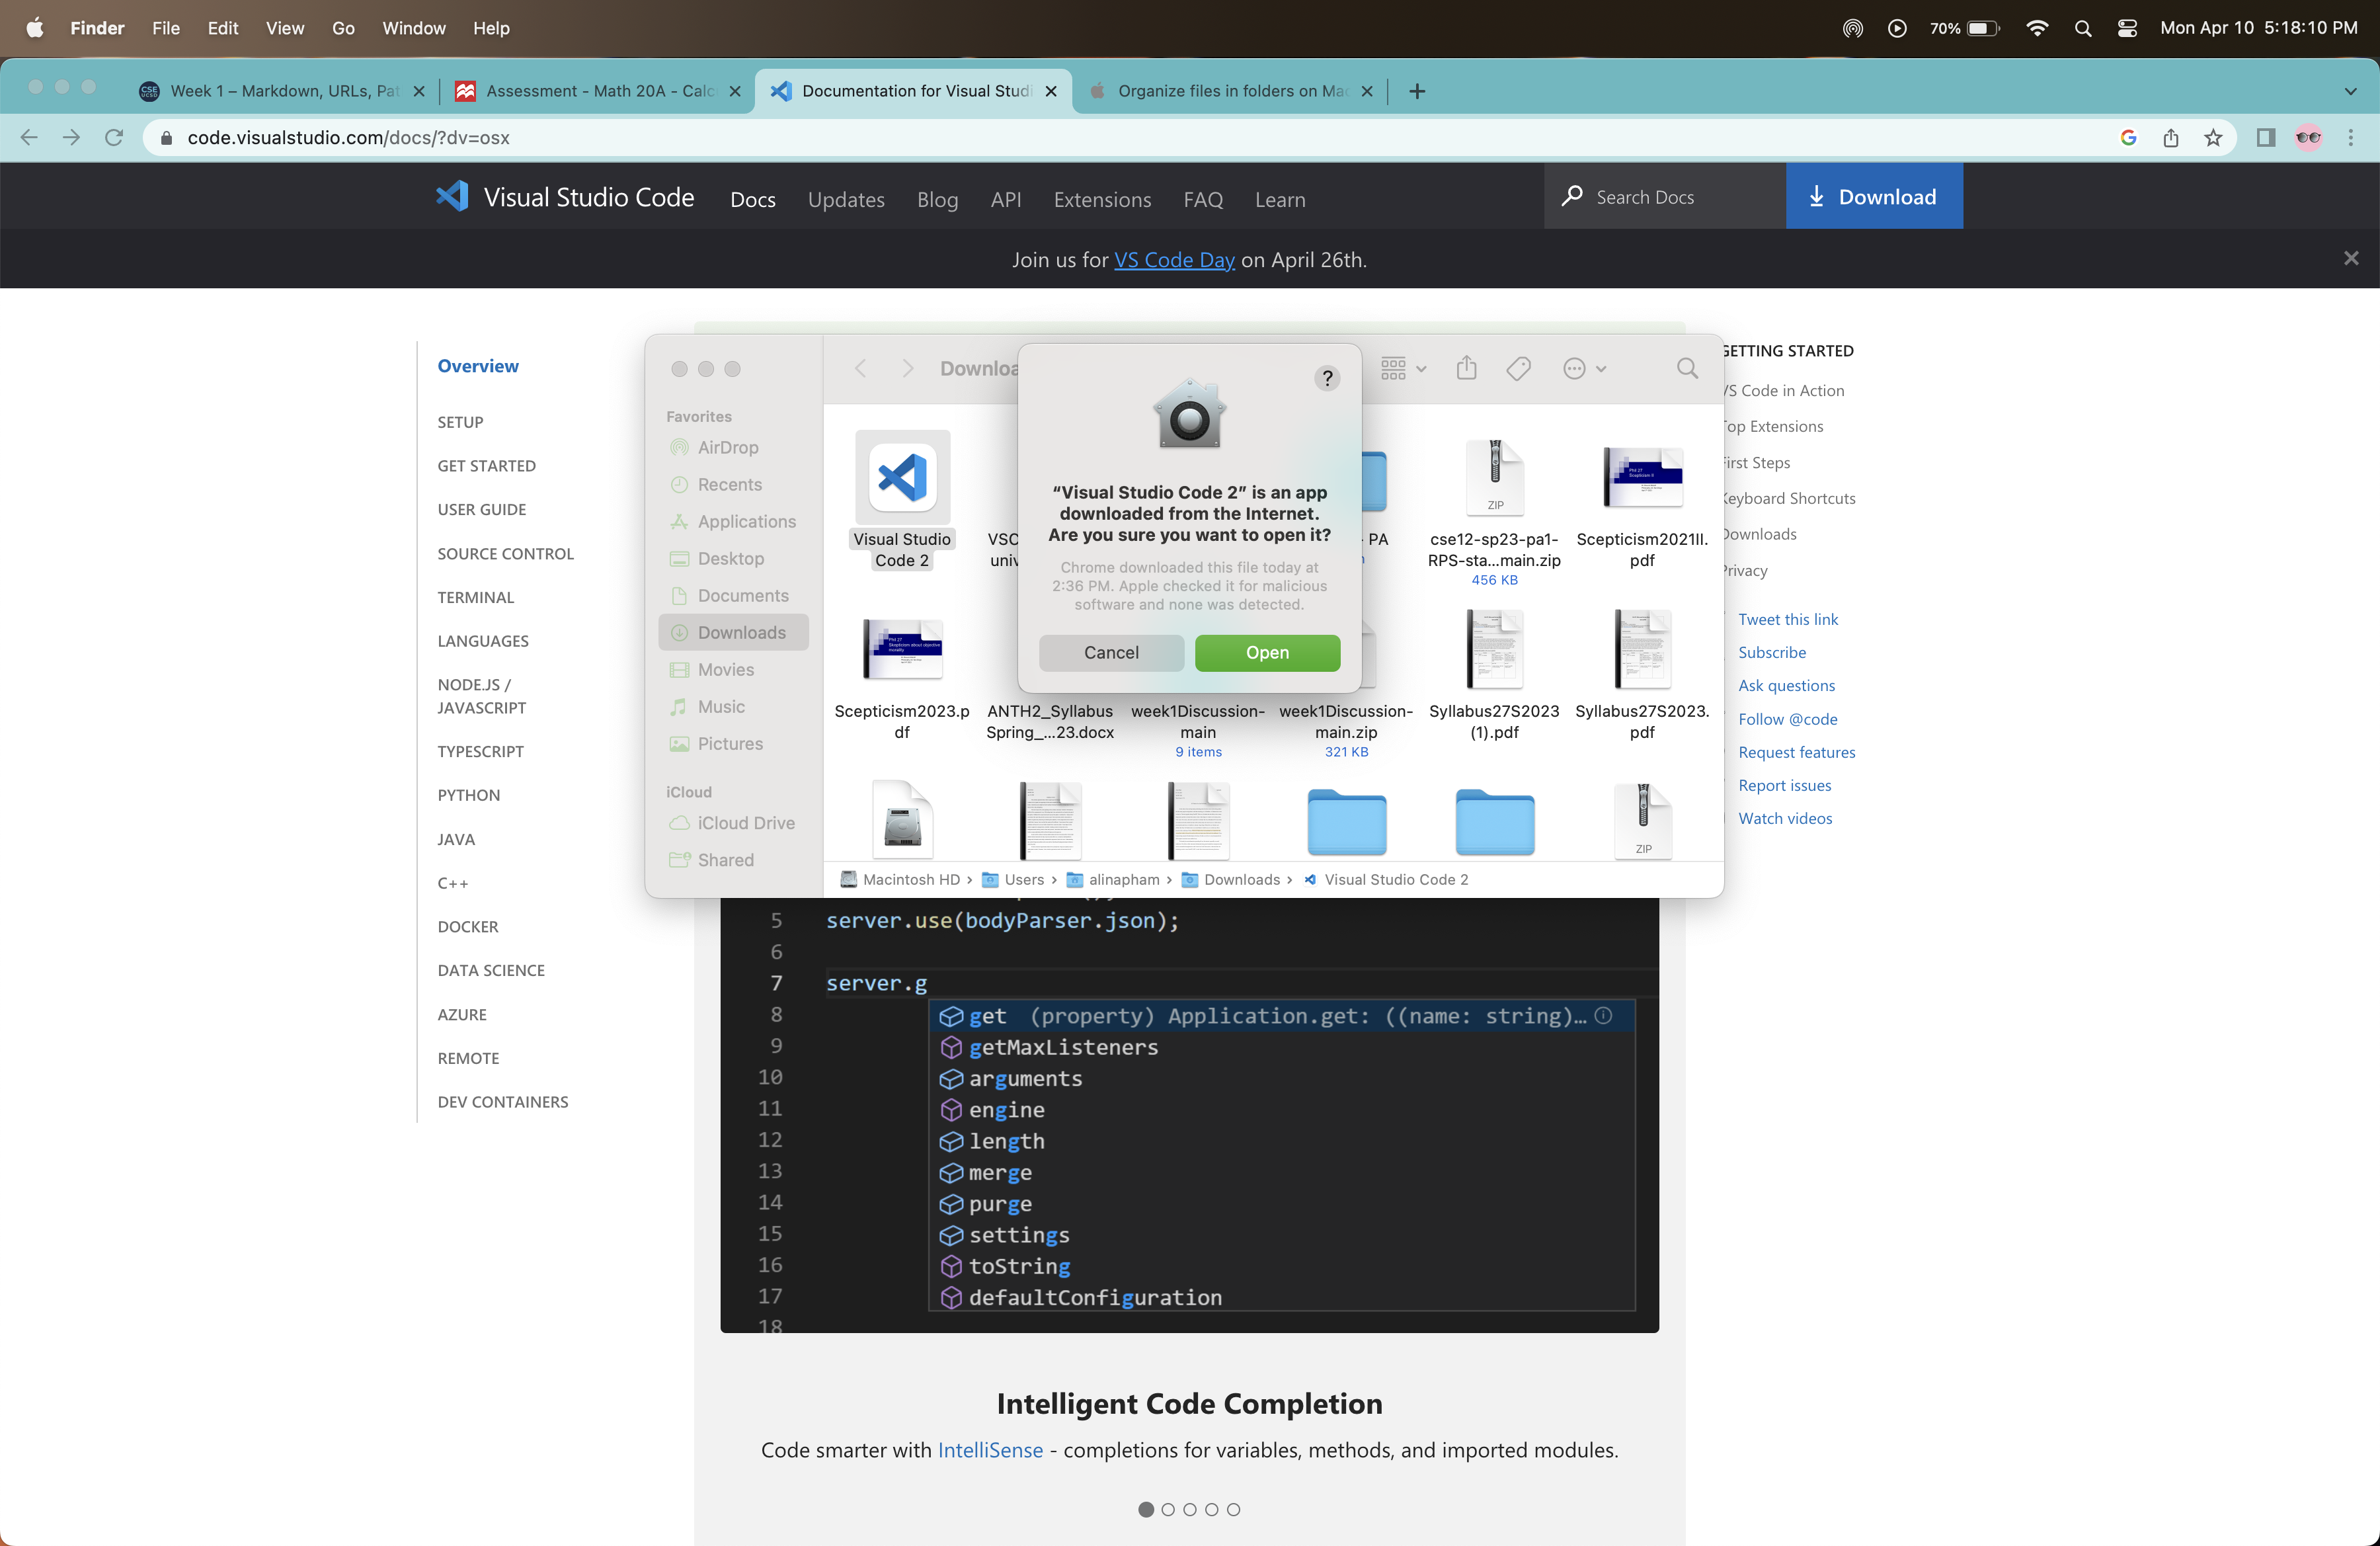 Finder File Edit View Go Window Help
70% Mon Apr 10 5:18:10 PM
Week 1 – Markdown, URLs, Pat
Assessment - Math 20A - Calc
Documentation for Visual Studi
Organize files in folders on Mac
code.visualstudio.com/docs/?dv=osx
Visual Studio Code Docs Updates Blog API Extensions FAQ Learn
Search Docs
Download
Join us for VS Code Day on April 26th.
Overview
SETUP
GET STARTED
USER GUIDE
SOURCE CONTROL
TERMINAL
LANGUAGES
NODE.JS /
JAVASCRIPT
TYPESCRIPT
PYTHON
JAVA
C++
DOCKER
DATA SCIENCE
AZURE
REMOTE
DEV CONTAINERS
Favorites
AirDrop
Recents
Applications
Desktop
Documents
Downloads
Movies
Music
Pictures
iCloud
iCloud Drive
Shared
Downloa
Visual Studio
Code 2
VSC
univ
- PA
ZIP
cse12-sp23-pa1-
RPS-sta...main.zip
456 KB
Scepticism2021II.
pdf
Scepticism2023.p
df
ANTH2_Syllabus
Spring_...23.docx
week1Discussion-
main
9 items
week1Discussion-
main.zip
321 KB
Syllabus27S2023
(1).pdf
Syllabus27S2023.
pdf
ZIP
Macintosh HD › Users › alinapham › Downloads › Visual Studio Code 2
?
“Visual Studio Code 2” is an app
downloaded from the Internet.
Are you sure you want to open it?
Chrome downloaded this file today at
2:36 PM. Apple checked it for malicious
software and none was detected.
Cancel Open
GETTING STARTED
VS Code in Action
Top Extensions
First Steps
Keyboard Shortcuts
Downloads
Privacy
Tweet this link
Subscribe
Ask questions
Follow @code
Request features
Report issues
Watch videos
5 server.use(bodyParser.json);
6
7 server.g
8 get (property) Application.get: ((name: string)…
9 getMaxListeners
10 arguments
11 engine
12 length
13 merge
14 purge
15 settings
16 toString
17 defaultConfiguration
18
Intelligent Code Completion
Code smarter with IntelliSense - completions for variables, methods, and imported modules.